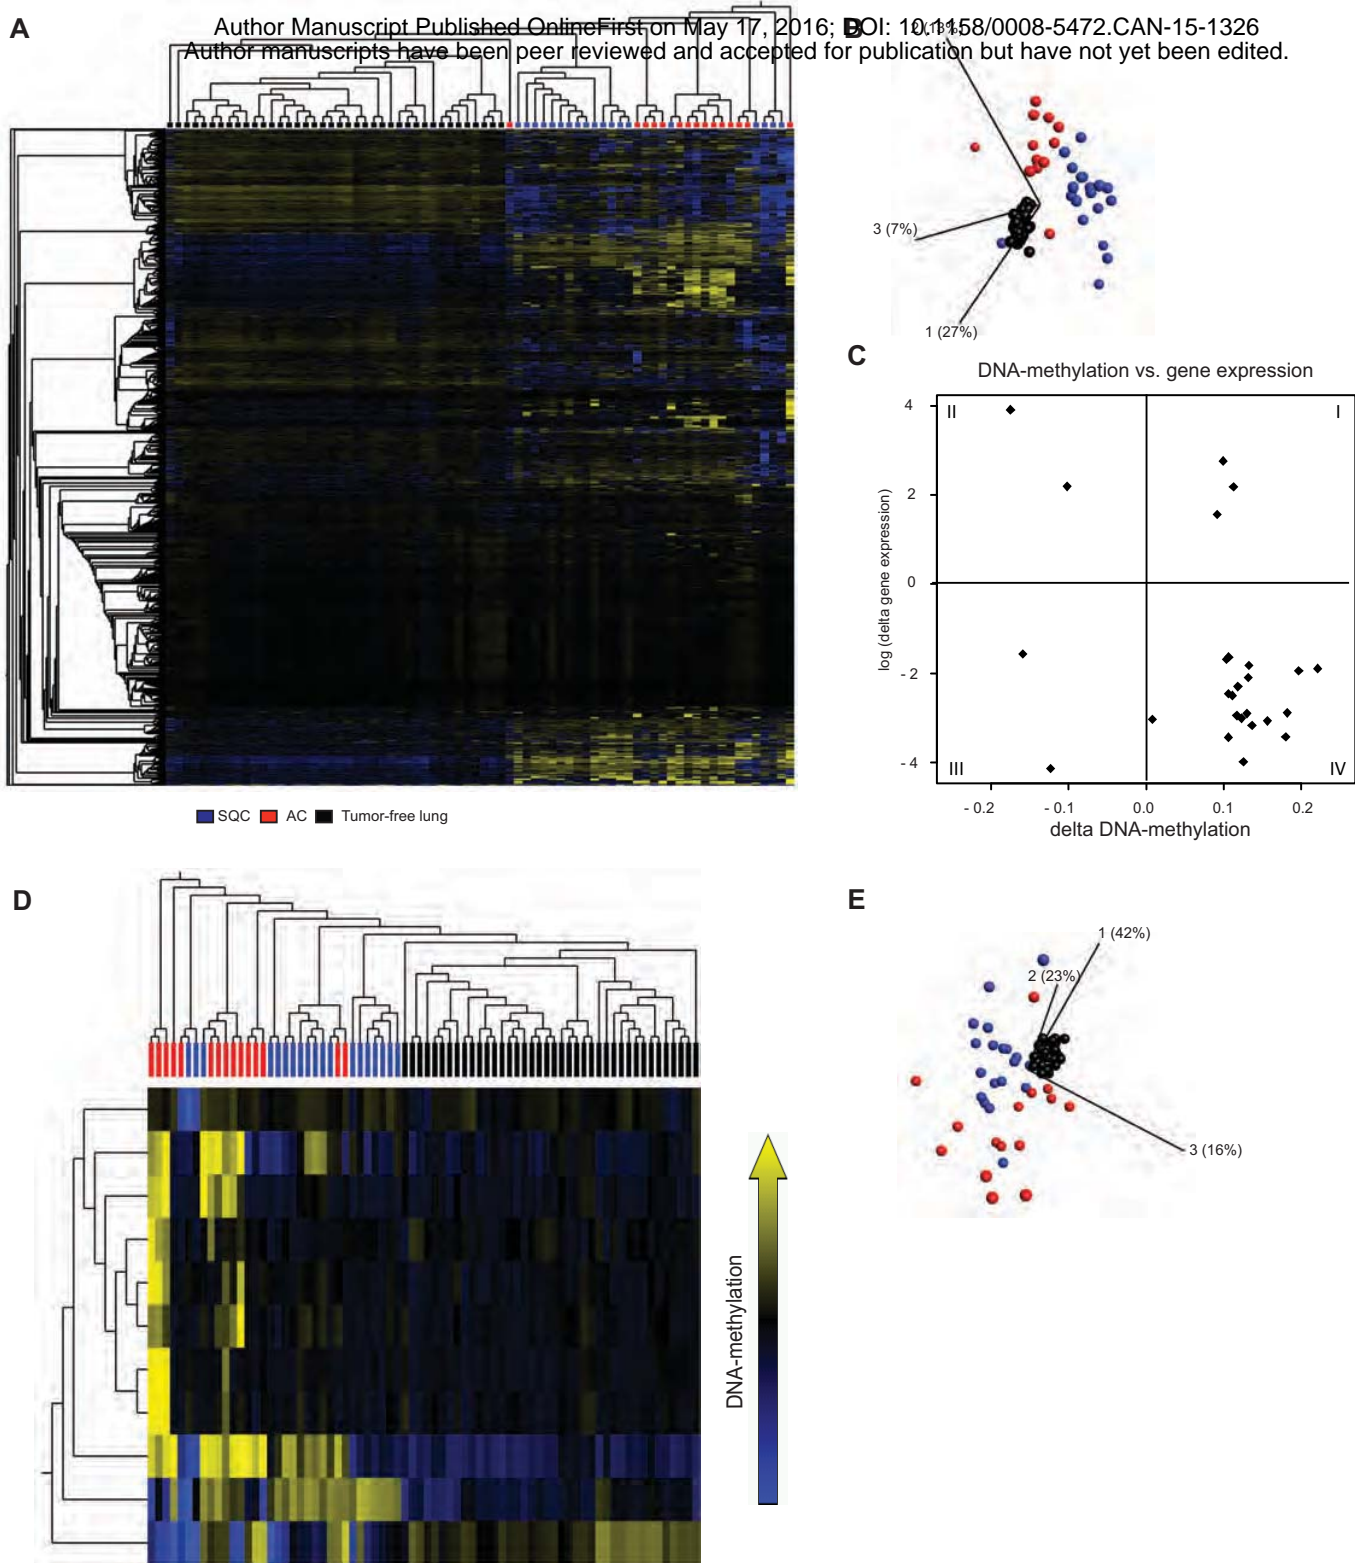 Author Manuscript Published OnlineFirst on May 17, 2016; DOI: 10.1158/0008-5472.CAN-15-1326
Author manuscripts have been peer reviewed and accepted for publication but have not yet been edited.
A
B
2 (13%)
3 (7%)
1 (27%)
SQC AC Tumor-free lung
C
DNA-methylation vs. gene expression
II
I
III
IV
4
2
0
- 2
- 4
log (delta gene expression)
- 0.2 - 0.1 0.0 0.1 0.2
delta DNA-methylation
D
DNA-methylation
E
1 (42%)
2 (23%)
3 (16%)